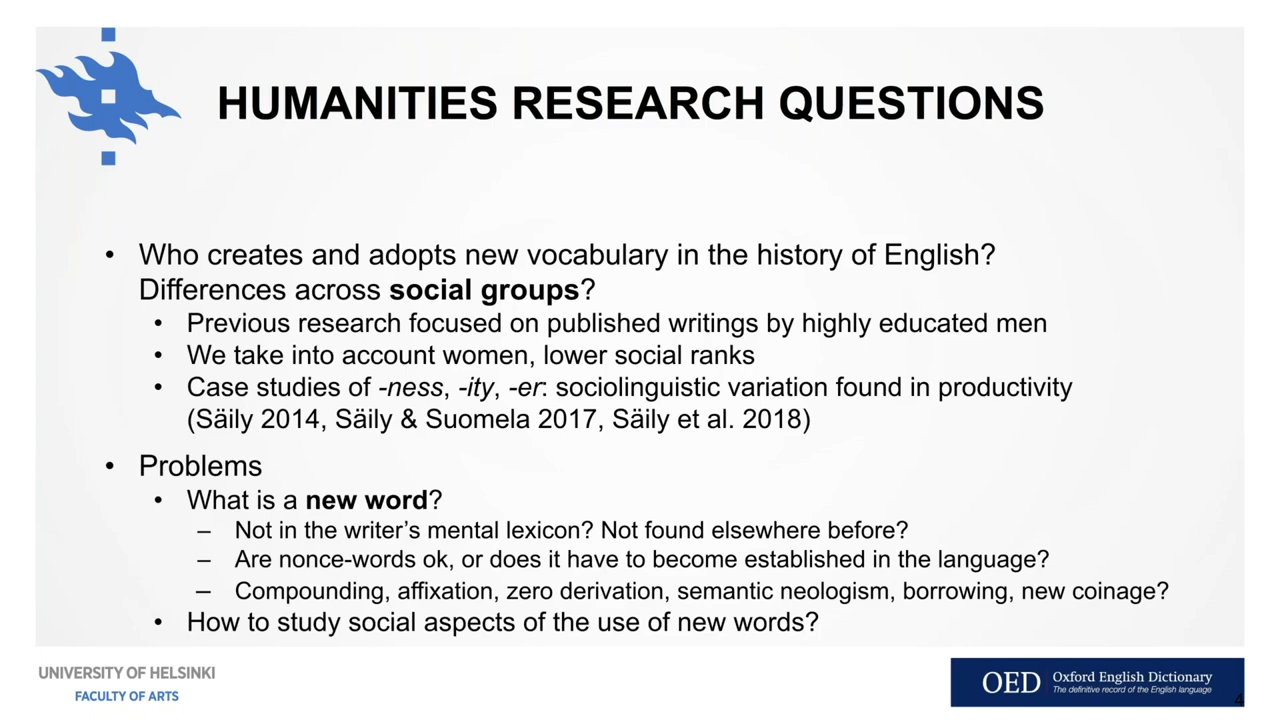 HUMANITIES RESEARCH QUESTIONS
• Who creates and adopts new vocabulary in the history of English?
Differences across social groups?
• Previous research focused on published writings by highly educated men
• We take into account women, lower social ranks
• Case studies of -ness, -ity, -er: sociolinguistic variation found in productivity
(Säily 2014, Säily & Suomela 2017, Säily et al. 2018)
• Problems
• What is a new word?
– Not in the writer’s mental lexicon? Not found elsewhere before?
– Are nonce-words ok, or does it have to become established in the language?
– Compounding, affixation, zero derivation, semantic neologism, borrowing, new coinage?
• How to study social aspects of the use of new words?
UNIVERSITY OF HELSINKI
FACULTY OF ARTS
OED Oxford English Dictionary
The definitive record of the English language
4